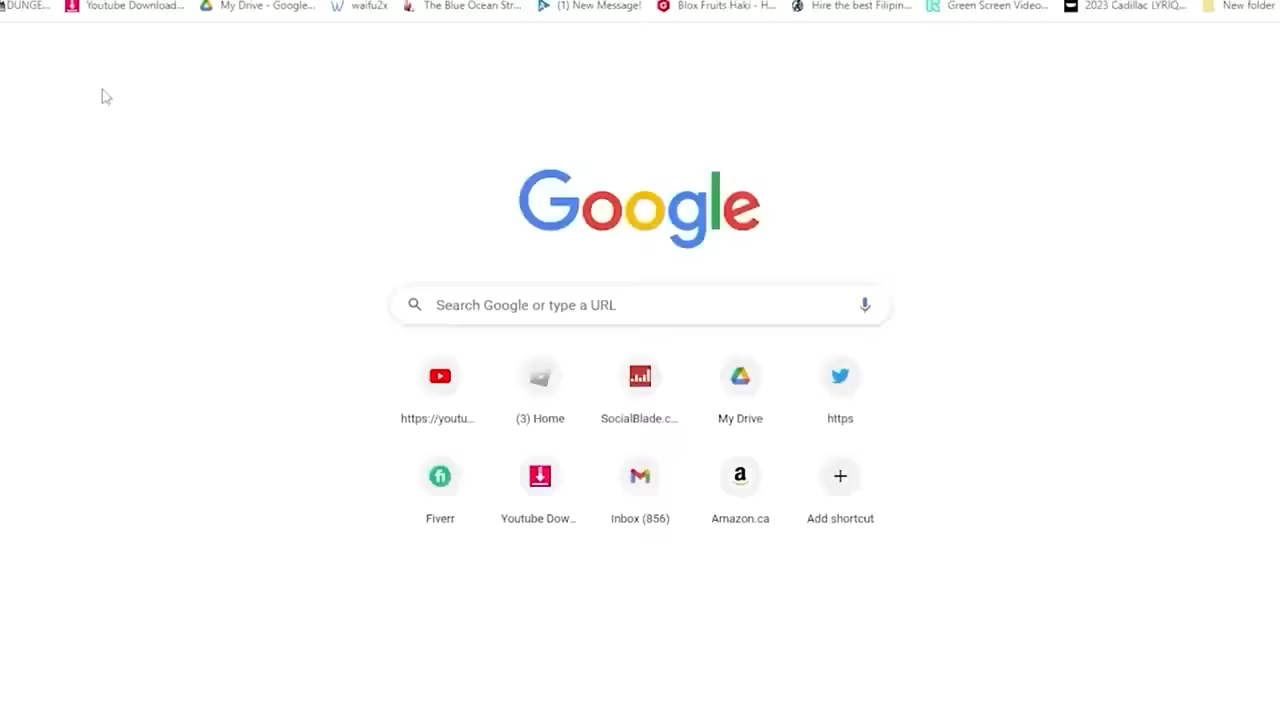 DUNGE... Youtube Download... My Drive - Google... waifu2x The Blue Ocean Str... (1) New Message! Blox Fruits Haki - H... Hire the best Filipin... Green Screen Video... 2023 Cadillac LYRIQ... New folder
Google
Search Google or type a URL
https://youtu... (3) Home SocialBlade.c... My Drive https
Fiverr Youtube Dow... Inbox (856) Amazon.ca Add shortcut